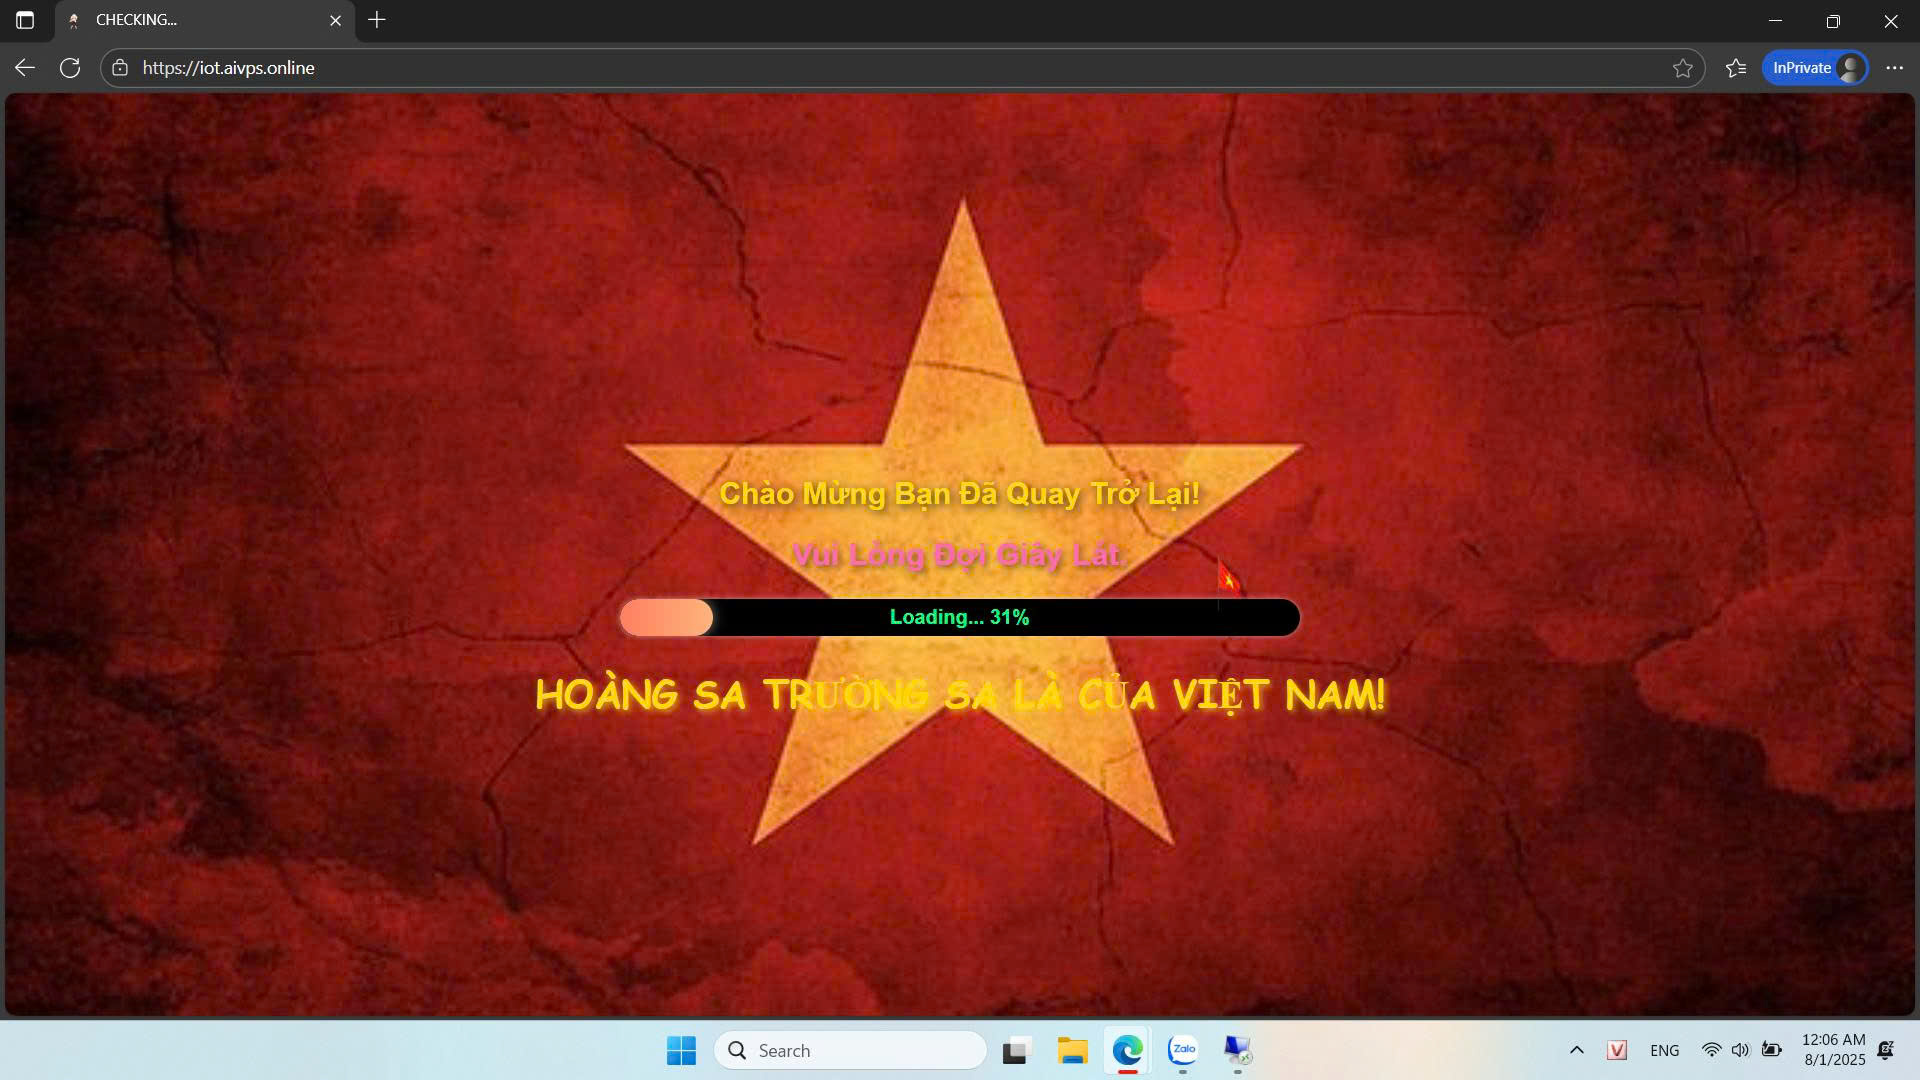 CHECKING...
https://iot.aivps.online
InPrivate
Chào Mừng Bạn Đã Quay Trở Lại!
Vui Lòng Đợi Giây Lát.
Loading... 31%
HOÀNG SA TRƯỜNG SA LÀ CỦA VIỆT NAM!
Search
Zalo
V
ENG
12:06 AM
8/1/2025